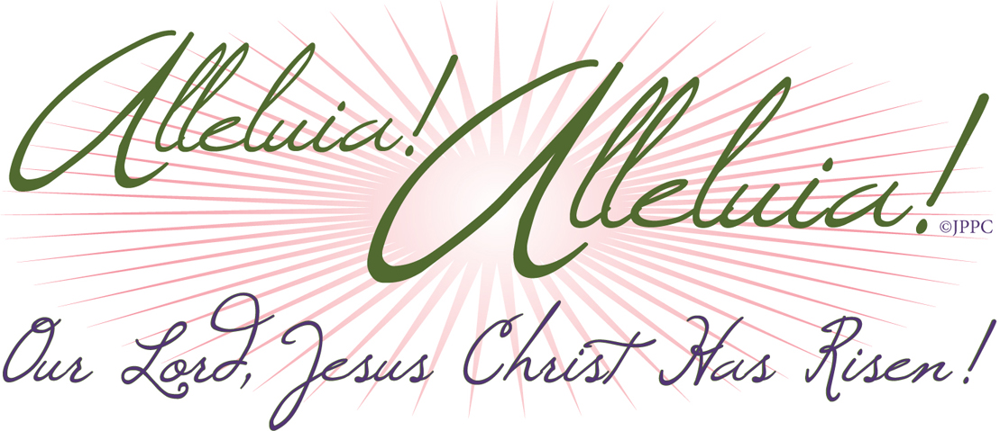 Alleluia! Alleluia!
©JPPC
Our Lord, Jesus Christ Has Risen!